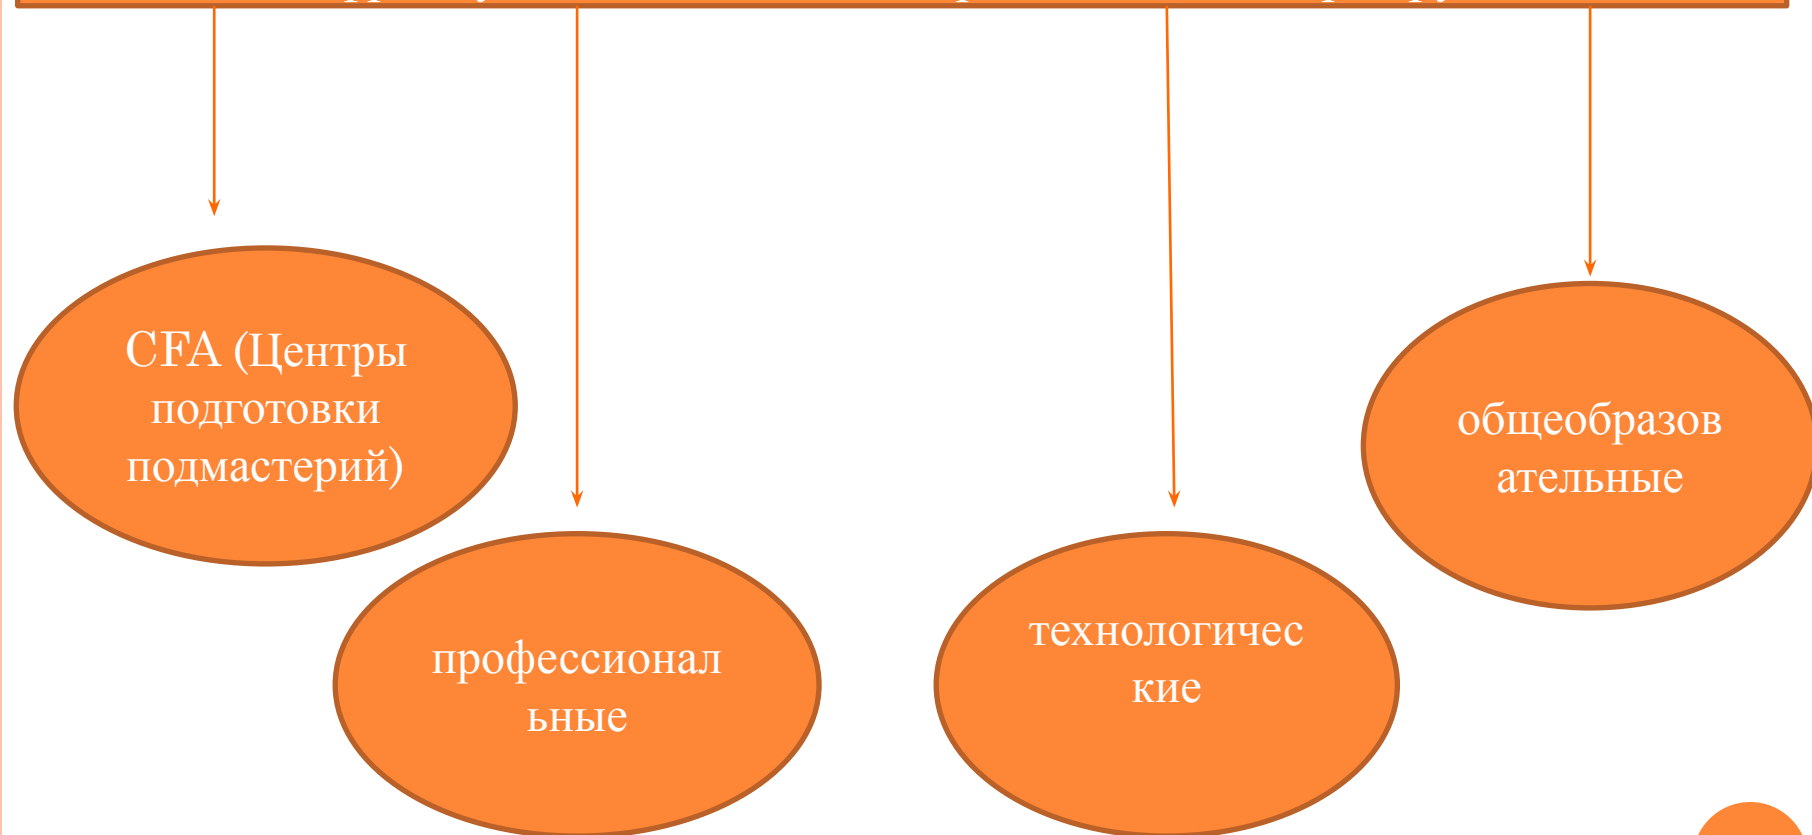 CFA (Центры
подготовки
подмастерий)
общеобразов
ательные
технологичес
кие
профессионал
ьные